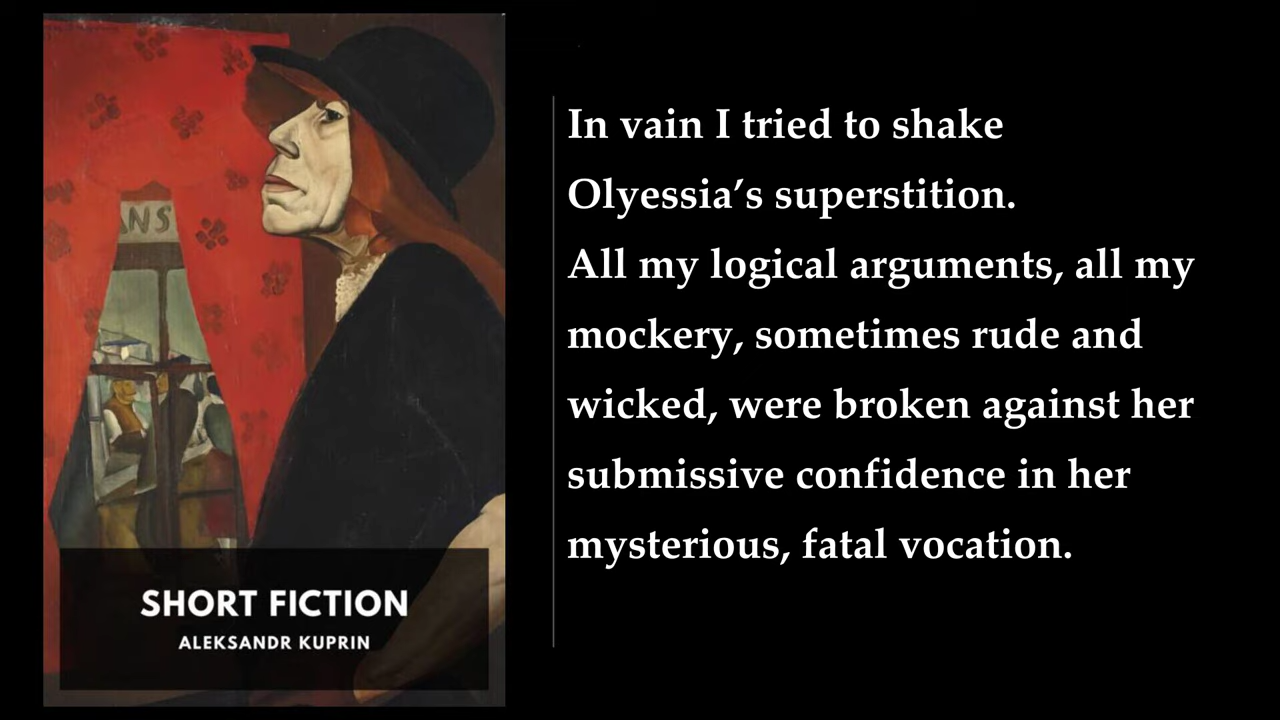 ANS
SHORT FICTION
ALEKSANDR KUPRIN
In vain I tried to shake
Olyessia’s superstition.
All my logical arguments, all my
mockery, sometimes rude and
wicked, were broken against her
submissive confidence in her
mysterious, fatal vocation.